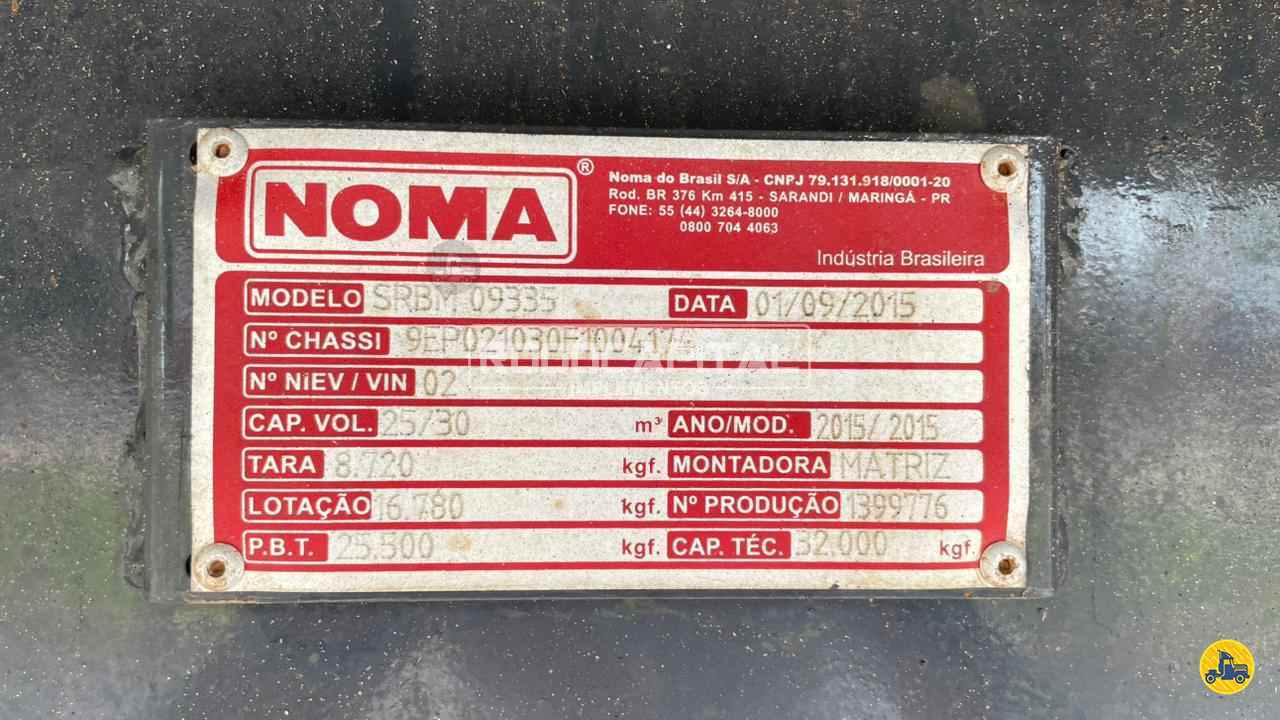 NOMA ®
Noma do Brasil S/A - CNPJ 79.131.918/0001-20
Rod. BR 376 Km 415 - SARANDI / MARINGÁ - PR
FONE: 55 (44) 3264-8000
0800 704 4063
Indústria Brasileira
MODELO SRBM 09335 DATA 01/09/2015
Nº CHASSI
RODOCAPITAL
IMPLEMENTOS
Nº NIEV / VIN 02
CAP. VOL. 25/30 m³ ANO/MOD. 2015/ 2015
TARA 8.720 kgf. MONTADORA MATRIZ
LOTAÇÃO 16.780 kgf. Nº PRODUÇÃO 1399776
P.B.T. 25.500 kgf. CAP. TÉC. 32.000 kgf.